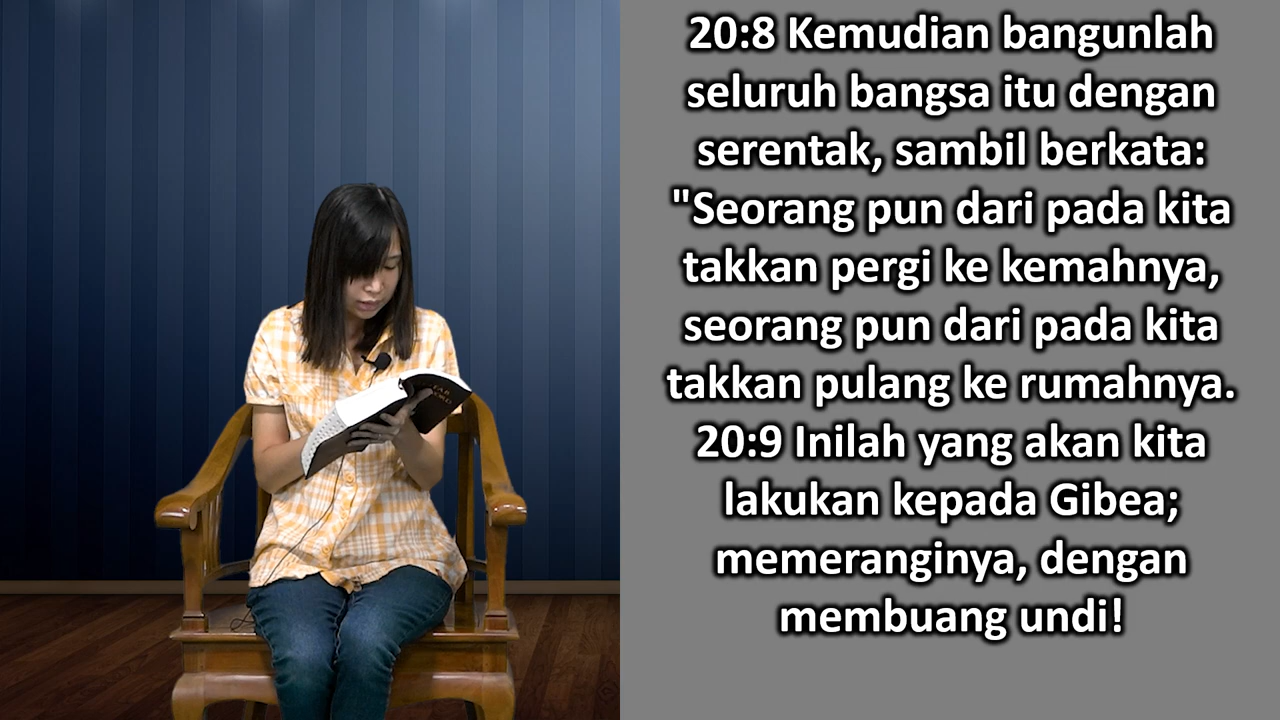 20:8 Kemudian bangunlah
seluruh bangsa itu dengan
serentak, sambil berkata:
"Seorang pun dari pada kita
takkan pergi ke kemahnya,
seorang pun dari pada kita
takkan pulang ke rumahnya.
20:9 Inilah yang akan kita
lakukan kepada Gibea;
memeranginya, dengan
membuang undi!